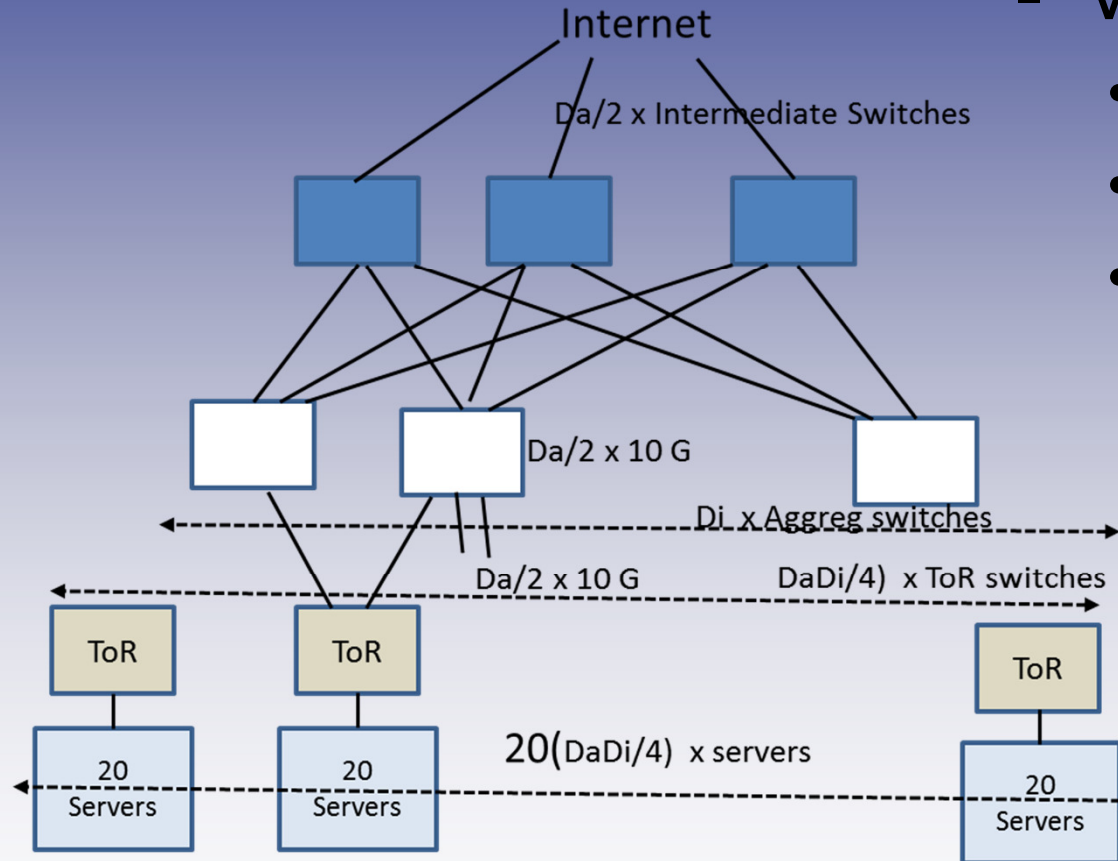 Internet
Da/2 x Intermediate Switches
Da/2 x 10 G
Di x Aggreg switches
Da/2 x 10 G
DaDi/4) x ToR switches
ToR
ToR
ToR
20(DaDi/4) x servers
20
Servers
20
Servers
20
Servers